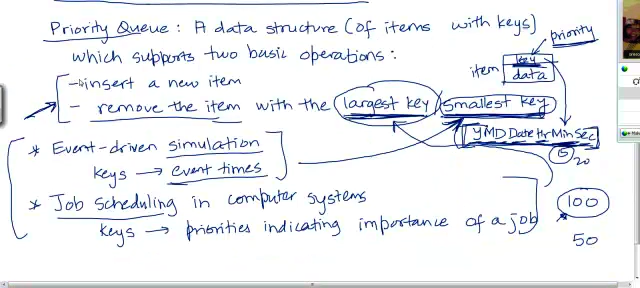 Priority Queue : A data structure (of items with keys)
which supports two basic operations :
priority
key
item
data
- insert a new item
- remove the item with the largest key / smallest key
YMD Date Hr Min Sec
* Event-driven simulation
keys → event times
20
* Job scheduling in computer systems
100
keys → priorities indicating importance of a job
50